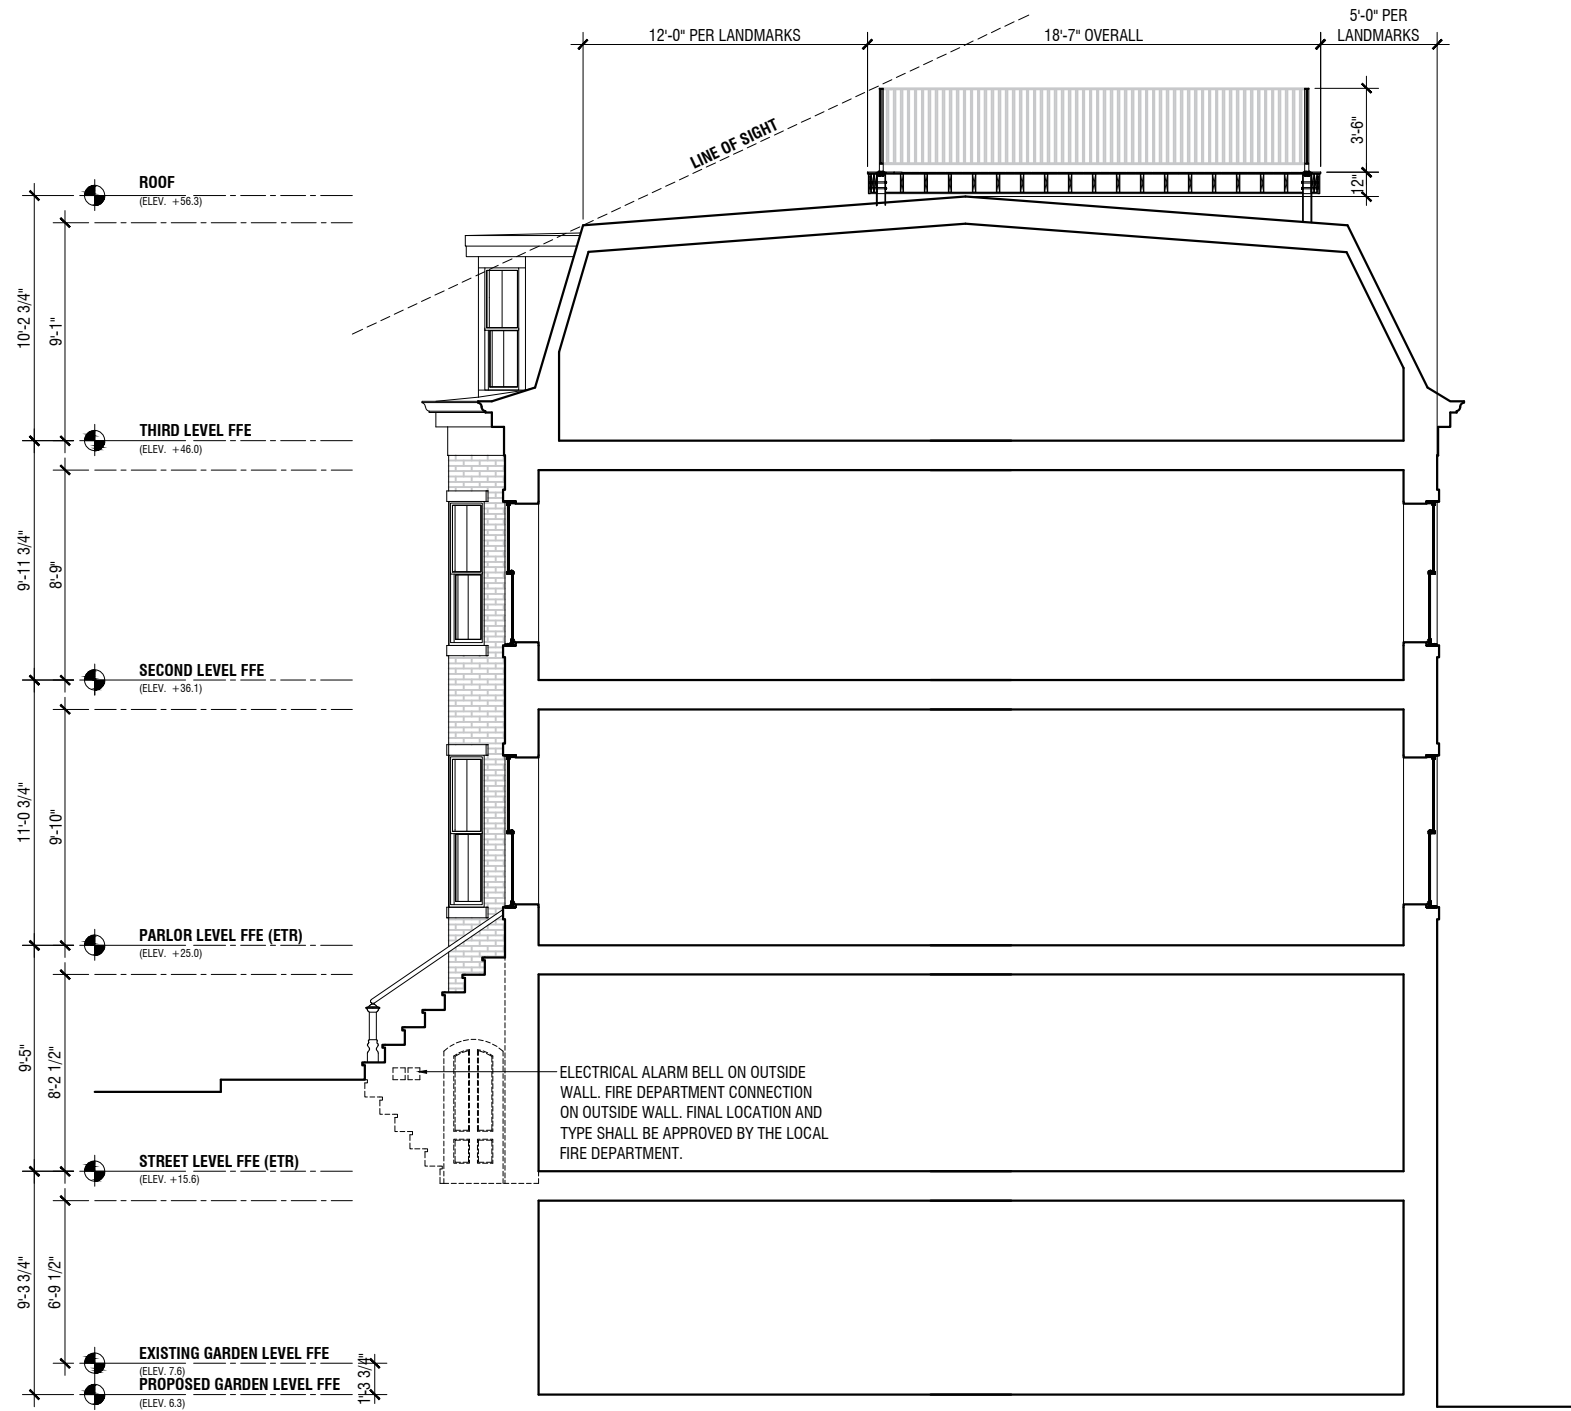 5'-0" PER
12'-0" PER LANDMARKS
18'-7" OVERALL
LANDMARKS
LINE OF SIGHT
3'-6"
12"
ROOF
(ELEV. +56.3)
10'-2 3/4"
9'-1"
THIRD LEVEL FFE
(ELEV. +46.0)
9'-11 3/4"
8'-9"
SECOND LEVEL FFE
(ELEV. +36.1)
11'-0 3/4"
9'-10"
PARLOR LEVEL FFE (ETR)
(ELEV. +25.0)
9'-5"
8'-2 1/2"
ELECTRICAL ALARM BELL ON OUTSIDE
WALL. FIRE DEPARTMENT CONNECTION
ON OUTSIDE WALL. FINAL LOCATION AND
TYPE SHALL BE APPROVED BY THE LOCAL
FIRE DEPARTMENT.
STREET LEVEL FFE (ETR)
(ELEV. +15.6)
9'-3 3/4"
6'-9 1/2"
EXISTING GARDEN LEVEL FFE
(ELEV. 7.6)
1'-3 3/4"
PROPOSED GARDEN LEVEL FFE
(ELEV. 6.3)